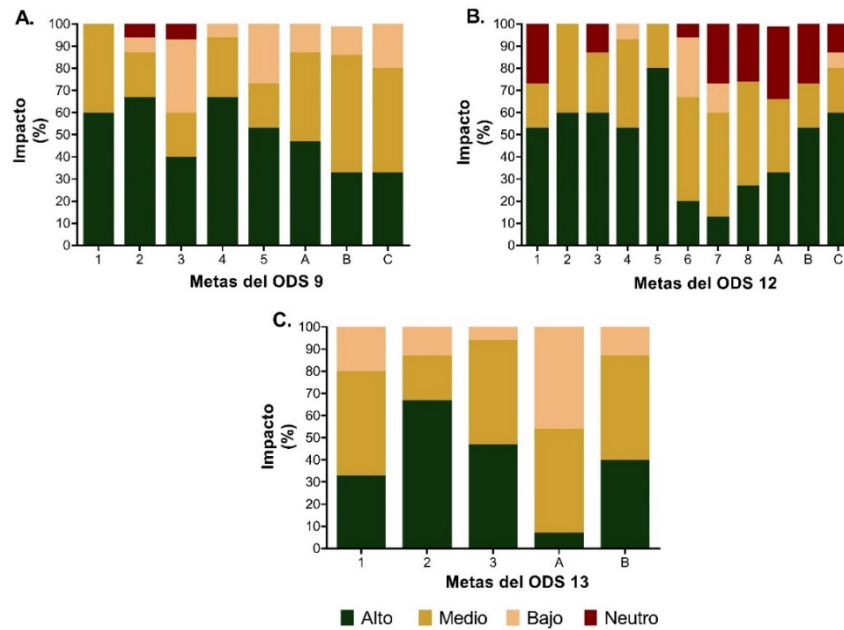 A.
100
90
80
70
60
50
40
30
20
10
0
Impacto
(%)
1 2 3 4 5 A B C
Metas del ODS 9
B.
100
90
80
70
60
50
40
30
20
10
0
Impacto
(%)
1 2 3 4 5 6 7 8 A B C
Metas del ODS 12
C.
100
90
80
70
60
50
40
30
20
10
0
Impacto
(%)
1 2 3 A B
Metas del ODS 13
Alto Medio Bajo Neutro